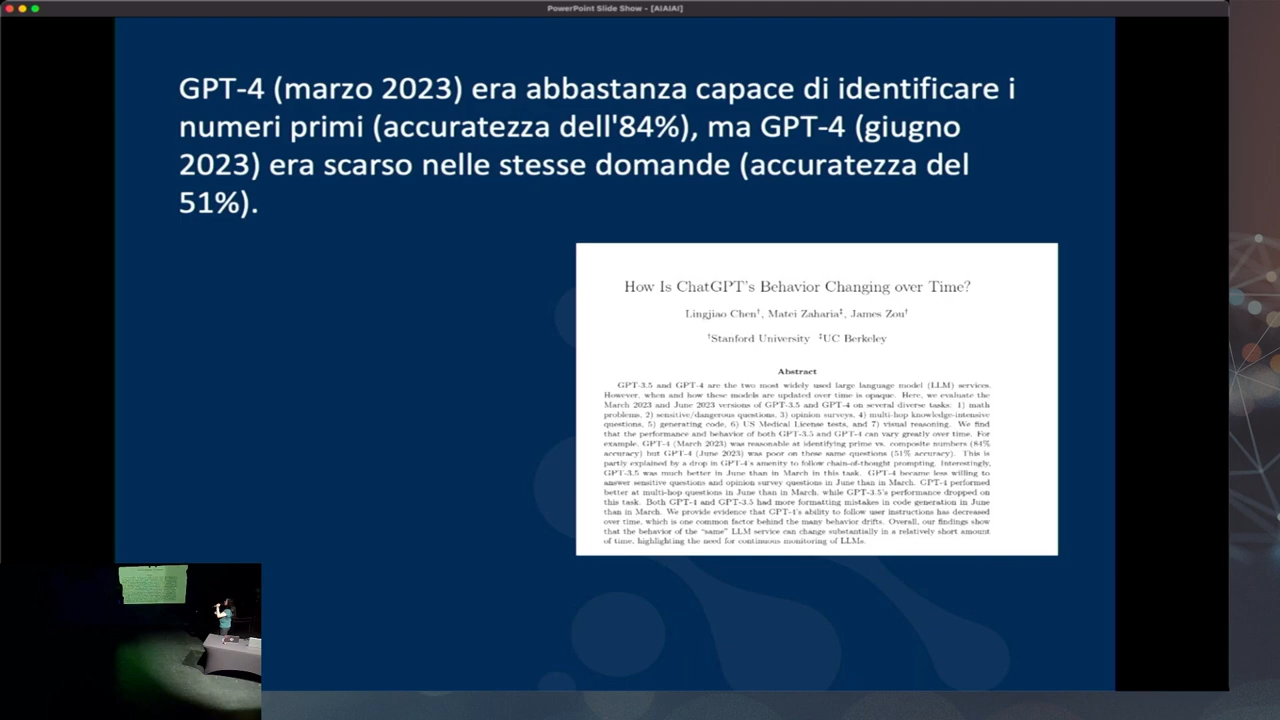 PowerPoint Slide Show - [AIAIAI]
GPT-4 (marzo 2023) era abbastanza capace di identificare i
numeri primi (accuratezza dell'84%), ma GPT-4 (giugno
2023) era scarso nelle stesse domande (accuratezza del
51%).
How Is ChatGPT's Behavior Changing over Time?
Lingjiao Chen†, Matei Zaharia‡, James Zou†
†Stanford University ‡UC Berkeley
Abstract
GPT-3.5 and GPT-4 are the two most widely used large language model (LLM) services.
However, when and how these models are updated over time is opaque. Here, we evaluate the
March 2023 and June 2023 versions of GPT-3.5 and GPT-4 on several diverse tasks: 1) math
problems, 2) sensitive/dangerous questions, 3) opinion surveys, 4) multi-hop knowledge-intensive
questions, 5) generating code, 6) US Medical License tests, and 7) visual reasoning. We find
that the performance and behavior of both GPT-3.5 and GPT-4 can vary greatly over time. For
example, GPT-4 (March 2023) was reasonable at identifying prime vs. composite numbers (84%
accuracy) but GPT-4 (June 2023) was poor on these same questions (51% accuracy). This is
partly explained by a drop in GPT-4's amenity to follow chain-of-thought prompting. Interestingly,
GPT-3.5 was much better in June than in March in this task. GPT-4 became less willing to
answer sensitive questions and opinion survey questions in June than in March. GPT-4 performed
better at multi-hop questions in June than in March, while GPT-3.5's performance dropped on
this task. Both GPT-4 and GPT-3.5 had more formatting mistakes in code generation in June
than in March. We provide evidence that GPT-4's ability to follow user instructions has decreased
over time, which is one common factor behind the many behavior drifts. Overall, our findings show
that the behavior of the "same" LLM service can change substantially in a relatively short amount
of time, highlighting the need for continuous monitoring of LLMs.